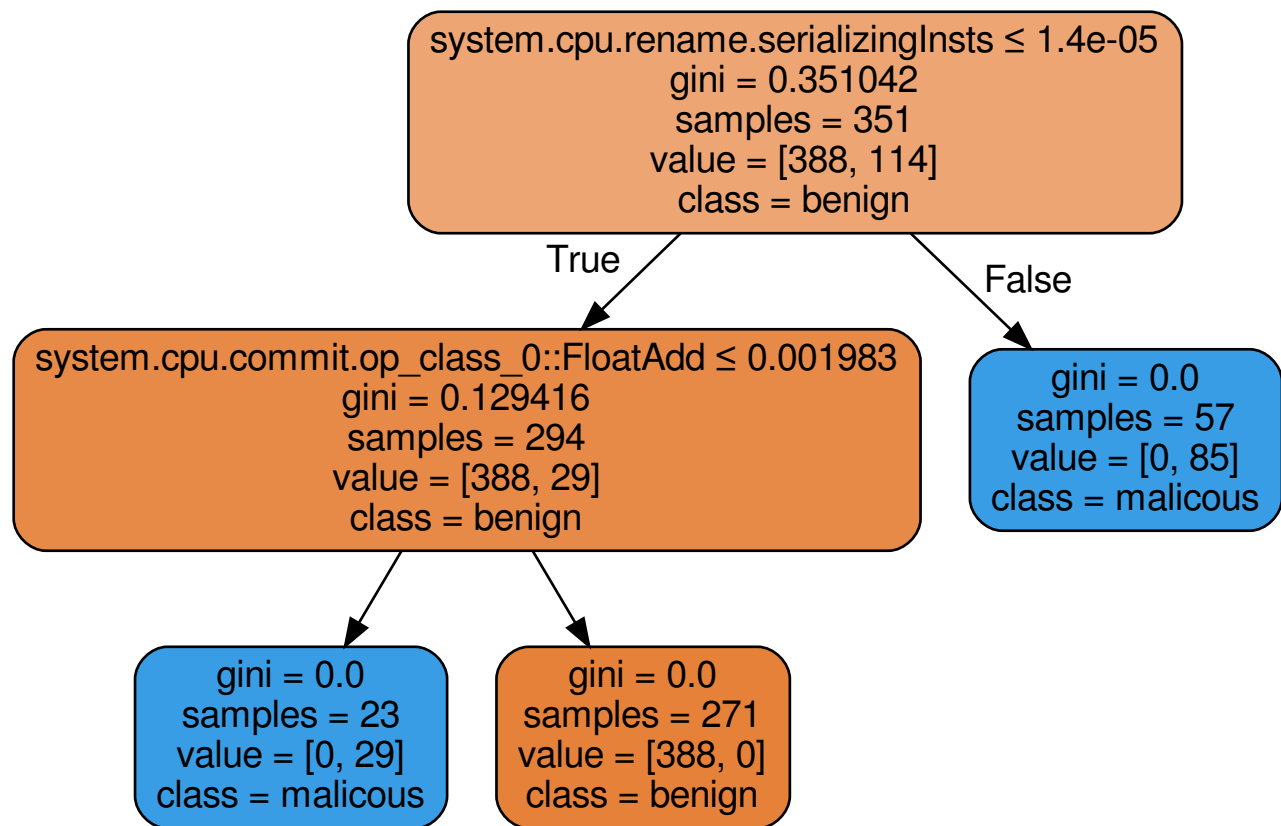 system.cpu.rename.serializingInsts ≤ 1.4e-05
gini = 0.351042
samples = 351
value = [388, 114]
class = benign
True
False
system.cpu.commit.op_class_0::FloatAdd ≤ 0.001983
gini = 0.129416
samples = 294
value = [388, 29]
class = benign
gini = 0.0
samples = 57
value = [0, 85]
class = malicous
gini = 0.0
samples = 23
value = [0, 29]
class = malicous
gini = 0.0
samples = 271
value = [388, 0]
class = benign